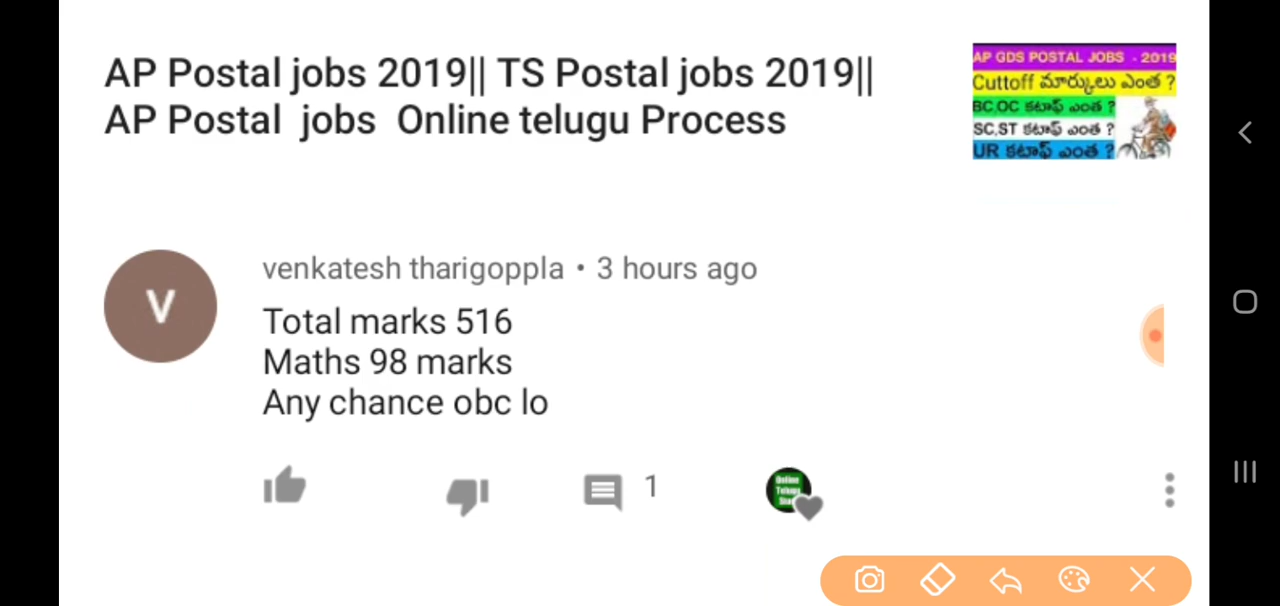 AP Postal jobs 2019|| TS Postal jobs 2019||
AP Postal jobs Online telugu Process
AP GDS POSTAL JOBS - 2019
Cuttoff మార్కులు ఎంత ?
BC,OC కటాఫ్ ఎంత ?
SC,ST కటాఫ్ ఎంత ?
UR కటాఫ్ ఎంత ?
V
venkatesh tharigoppla • 3 hours ago
Total marks 516
Maths 98 marks
Any chance obc lo
1
Online
Telugu